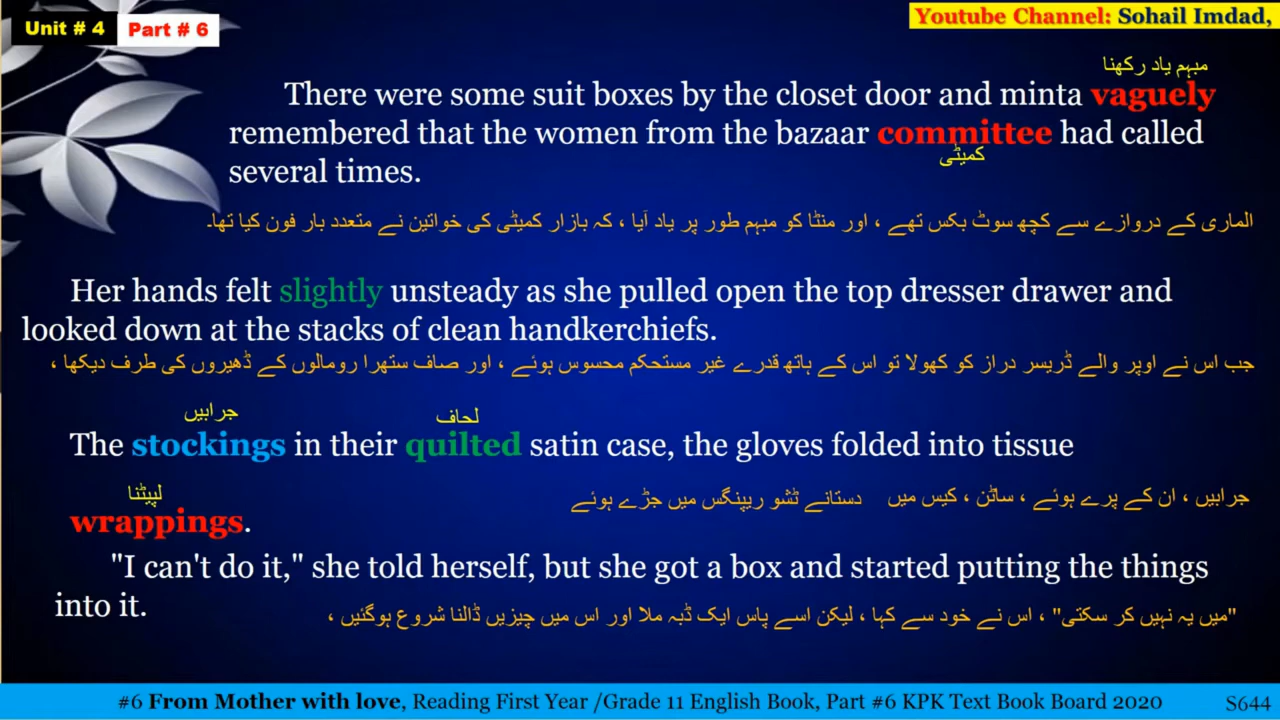 Unit # 4
Part # 6
Youtube Channel: Sohail Imdad,
مبہم یاد رکھنا
There were some suit boxes by the closet door and minta vaguely
remembered that the women from the bazaar committee had called
کمیٹی
several times.
الماری کے دروازے سے کچھ سوٹ بکس تھے ، اور منٹا کو مبہم طور پر یاد آیا ، کہ بازار کمیٹی کی خواتین نے متعدد بار فون کیا تھا۔
Her hands felt slightly unsteady as she pulled open the top dresser drawer and
looked down at the stacks of clean handkerchiefs.
جب اس نے اوپر والے ڈریسر دراز کو کھولا تو اس کے ہاتھ قدرے غیر مستحکم محسوس ہوئے ، اور صاف ستھرا رومالوں کے ڈھیروں کی طرف دیکھا ،
جرابیں
لحاف
The stockings in their quilted satin case, the gloves folded into tissue
لپیٹنا
جرابیں ، ان کے پرے ہوئے ، ساٹن ، کیس میں دستانے ٹشو ریپنگس میں جڑے ہوئے
wrappings.
"I can't do it," she told herself, but she got a box and started putting the things
into it.
"میں یہ نہیں کر سکتی" ، اس نے خود سے کہا ، لیکن اسے پاس ایک ڈبہ ملا اور اس میں چیزیں ڈالنا شروع ہوگئیں ،
#6 From Mother with love, Reading First Year /Grade 11 English Book, Part #6 KPK Text Book Board 2020
S644